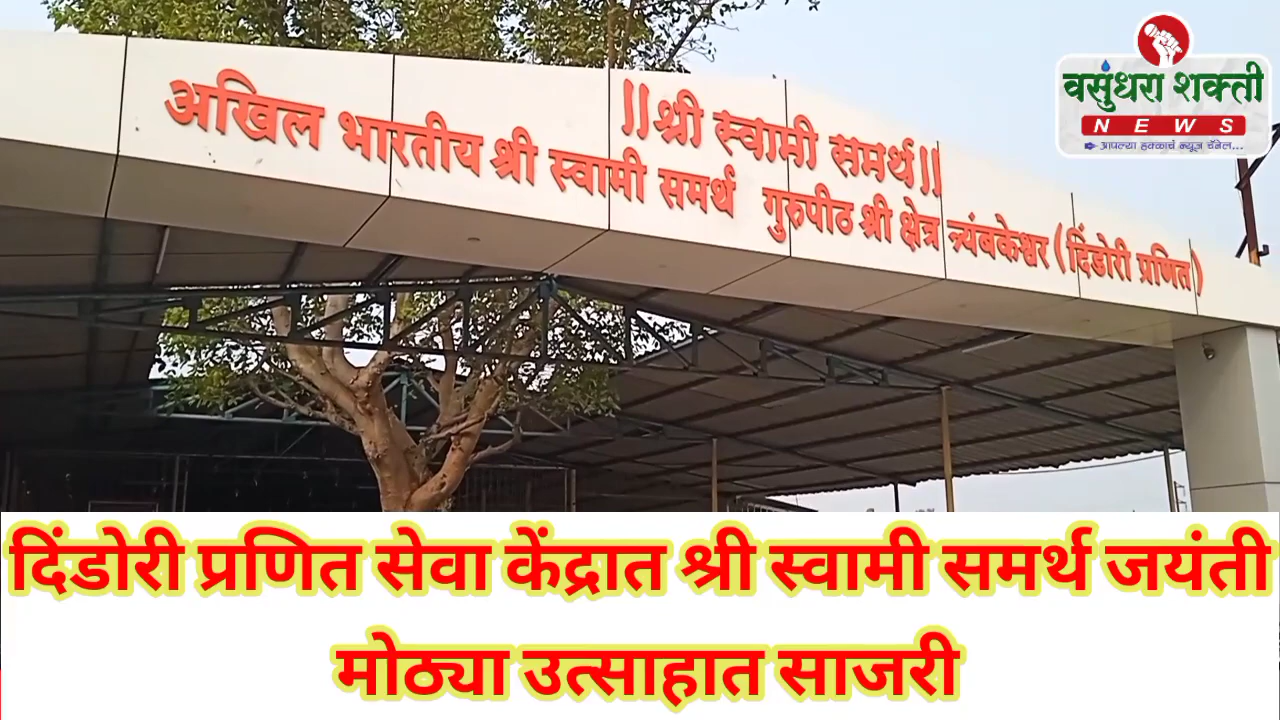 ॥श्री स्वामी समर्थ॥
अखिल भारतीय श्री स्वामी समर्थ गुरुपीठ श्री क्षेत्र त्र्यंबकेश्वर (दिंडोरी प्रणित)
वसुंधरा शक्ती
NEWS
आपल्या हक्काचं न्यूज चॅनेल...
दिंडोरी प्रणित सेवा केंद्रात श्री स्वामी समर्थ जयंती
मोठ्या उत्साहात साजरी